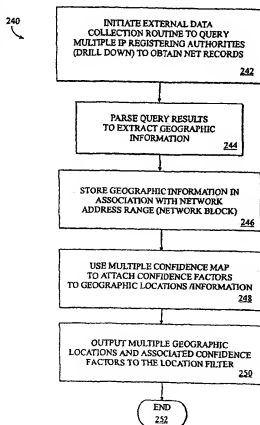 240
INITIATE EXTERNAL DATA
COLLECTION ROUTINE TO QUERY
MULTIPLE IP REGISTERING AUTHORITIES
(DRILL DOWN) TO OBTAIN NET RECORDS
242
PARSE QUERY RESULTS
TO EXTRACT GEOGRAPHIC
INFORMATION
244
STORE GEOGRAPHIC INFORMATION IN
ASSOCIATION WITH NETWORK
ADDRESS RANGE (NETWORK BLOCK)
246
USE MULTIPLE CONFIDENCE MAP
TO ATTACH CONFIDENCE FACTORS
TO GEOGRAPHIC LOCATIONS /INFORMATION
248
OUTPUT MULTIPLE GEOGRAPHIC
LOCATIONS AND ASSOCIATED CONFIDENCE
FACTORS TO THE LOCATION FILTER
250
END
252